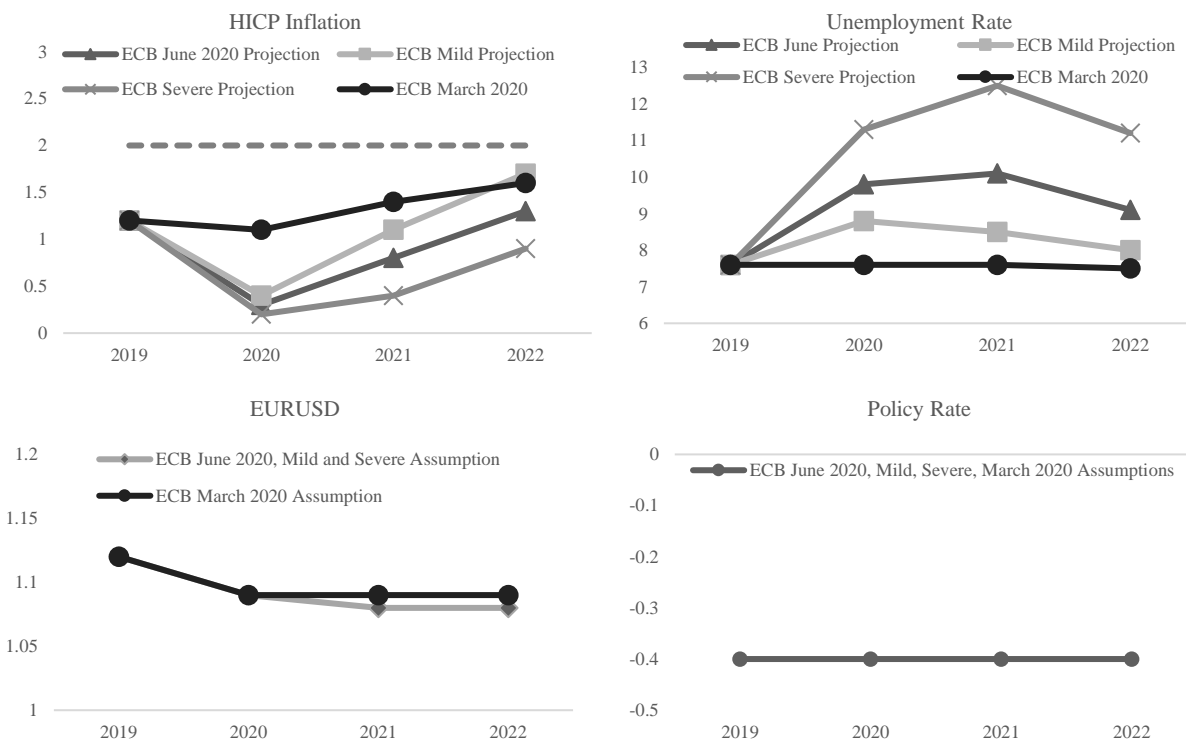 HICP Inflation
ECB June 2020 Projection ECB Mild Projection
ECB Severe Projection ECB March 2020
3
2.5
2
1.5
1
0.5
0
2019 2020 2021 2022
Unemployment Rate
ECB June Projection ECB Mild Projection
ECB Severe Projection ECB March 2020
13
12
11
10
9
8
7
6
2019 2020 2021 2022
EURUSD
ECB June 2020, Mild and Severe Assumption
ECB March 2020 Assumption
1.2
1.15
1.1
1.05
1
2019 2020 2021 2022
Policy Rate
ECB June 2020, Mild, Severe, March 2020 Assumptions
0
-0.1
-0.2
-0.3
-0.4
-0.5
2019 2020 2021 2022